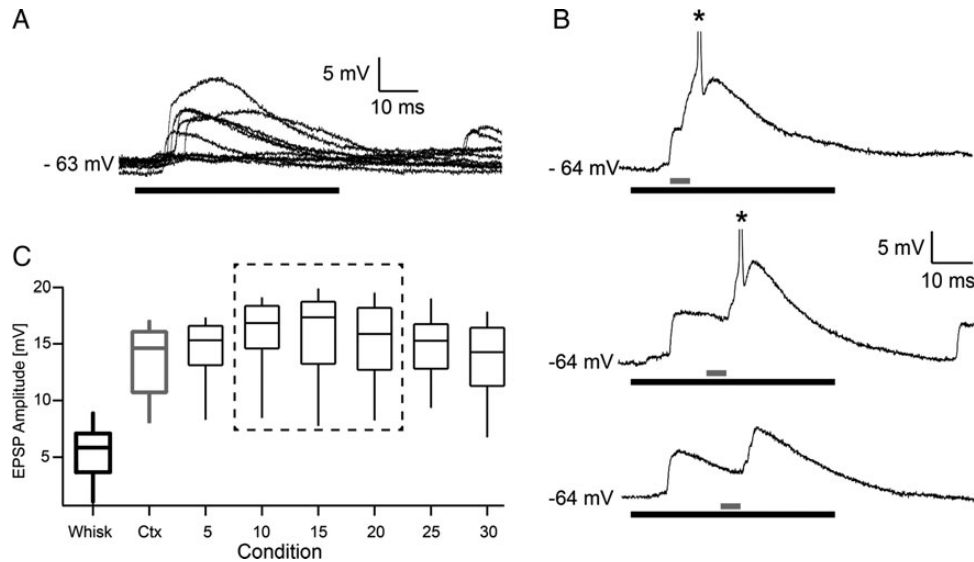 A
5 mV
10 ms
- 63 mV
B
*
- 64 mV
*
5 mV
10 ms
-64 mV
-64 mV
C
EPSP Amplitude [mV]
20
15
10
5
Whisk Ctx 5 10 15 20 25 30
Condition